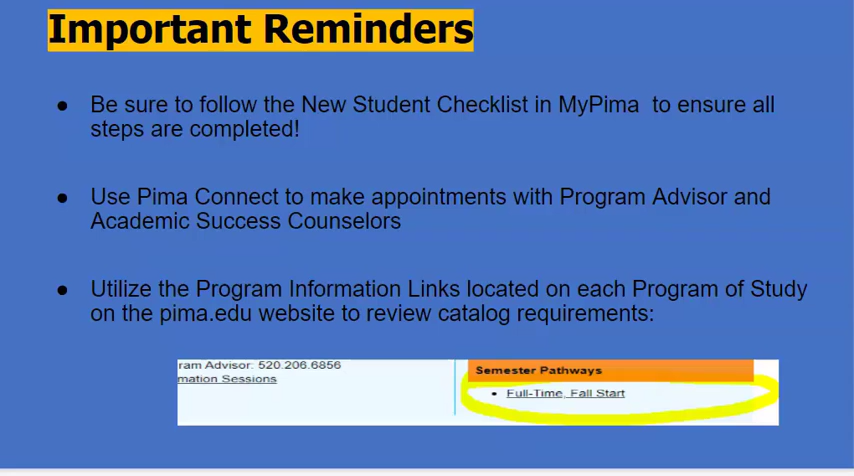 Important Reminders
● Be sure to follow the New Student Checklist in MyPima to ensure all
steps are completed!
● Use Pima Connect to make appointments with Program Advisor and
Academic Success Counselors
● Utilize the Program Information Links located on each Program of Study
on the pima.edu website to review catalog requirements:
ram Advisor: 520.206.6856
mation Sessions
Semester Pathways
• Full-Time, Fall Start